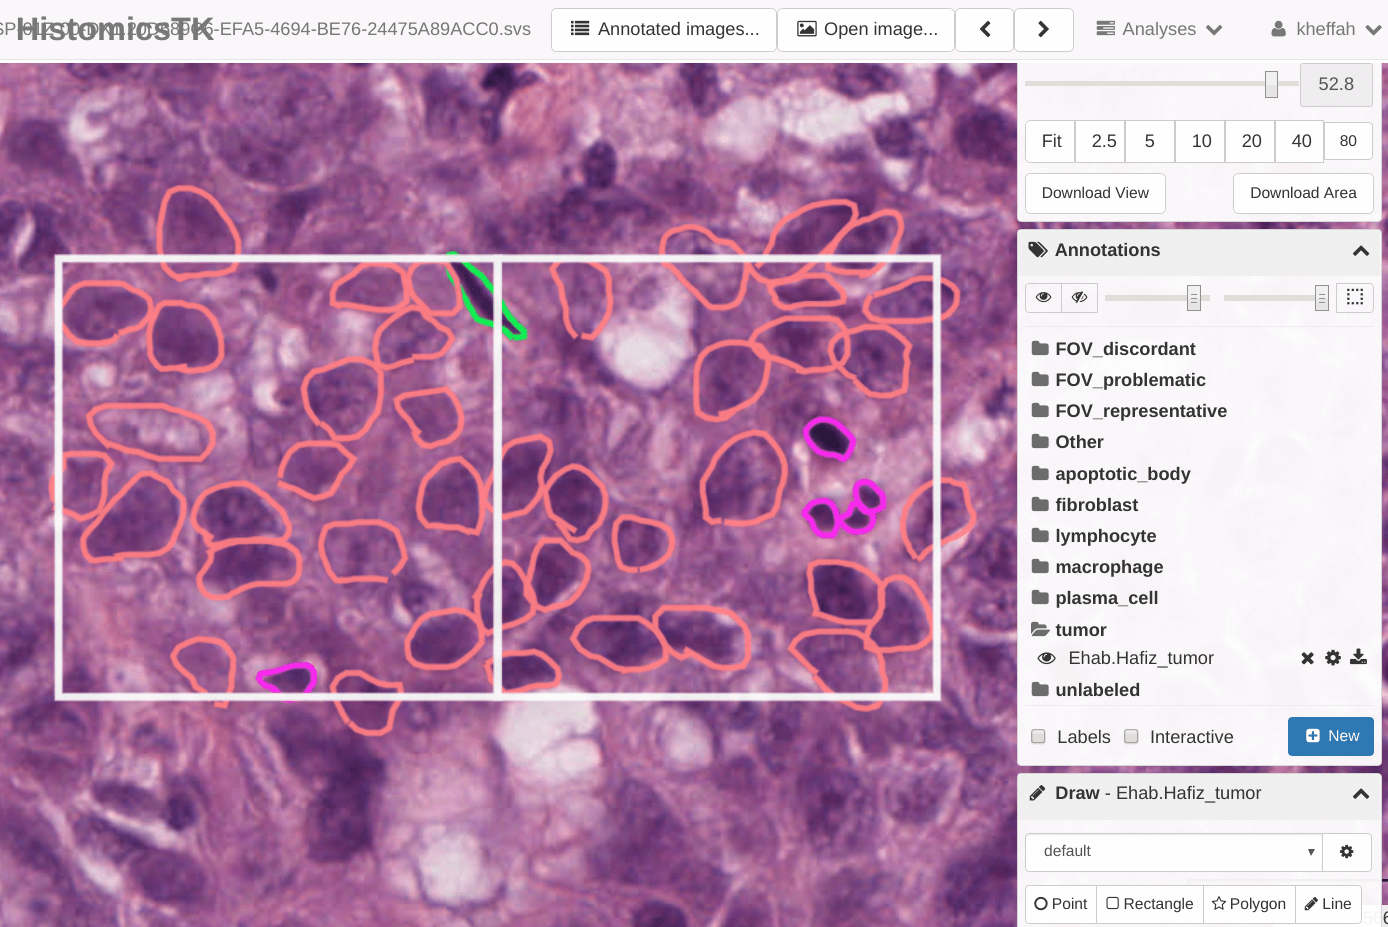 HistomicsTK
-EFA5-4694-BE76-24475A89ACC0.svs
Annotated images...
Open image...
Analyses
kheffah
52.8
Fit 2.5 5 10 20 40 80
Download View
Download Area
Annotations
FOV_discordant
FOV_problematic
FOV_representative
Other
apoptotic_body
fibroblast
lymphocyte
macrophage
plasma_cell
tumor
Ehab.Hafiz_tumor
unlabeled
Labels
Interactive
New
Draw - Ehab.Hafiz_tumor
default
Point
Rectangle
Polygon
Line